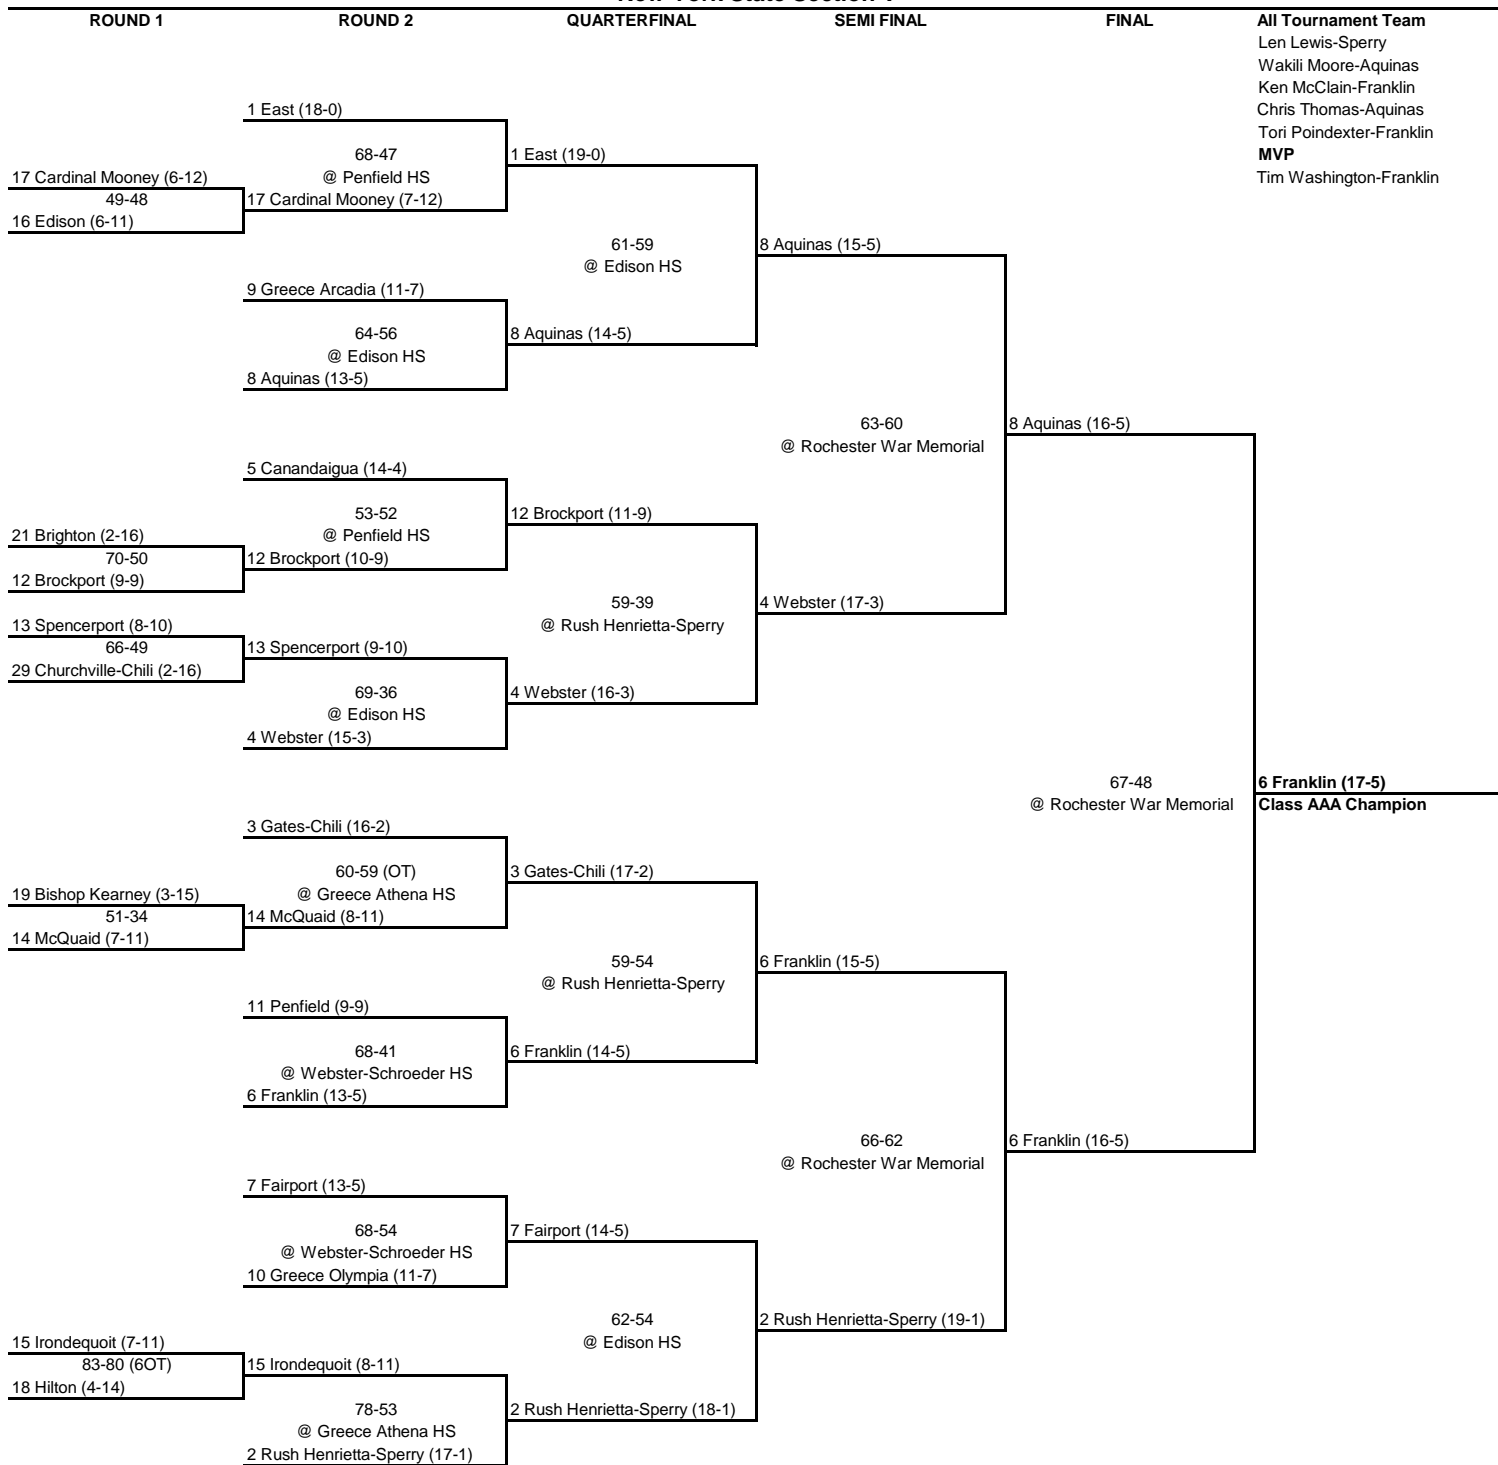 ROUND 1 ROUND 2 QUARTERFINAL SEMI FINAL FINAL All Tournament Team
Len Lewis-Sperry
Wakili Moore-Aquinas
Ken McClain-Franklin
1 East (18-0) Chris Thomas-Aquinas
Tori Poindexter-Franklin
68-47 1 East (19-0) MVP
17 Cardinal Mooney (6-12) @ Penfield HS Tim Washington-Franklin
49-48 17 Cardinal Mooney (7-12)
16 Edison (6-11)
61-59 8 Aquinas (15-5)
@ Edison HS
9 Greece Arcadia (11-7)
64-56 8 Aquinas (14-5)
@ Edison HS
8 Aquinas (13-5)
63-60 8 Aquinas (16-5)
@ Rochester War Memorial
5 Canandaigua (14-4)
53-52 12 Brockport (11-9)
21 Brighton (2-16) @ Penfield HS
70-50 12 Brockport (10-9)
12 Brockport (9-9)
59-39 4 Webster (17-3)
13 Spencerport (8-10) @ Rush Henrietta-Sperry
66-49 13 Spencerport (9-10)
29 Churchville-Chili (2-16)
69-36 4 Webster (16-3)
@ Edison HS
4 Webster (15-3)
67-48 6 Franklin (17-5)
@ Rochester War Memorial Class AAA Champion
3 Gates-Chili (16-2)
60-59 (OT) 3 Gates-Chili (17-2)
19 Bishop Kearney (3-15) @ Greece Athena HS
51-34 14 McQuaid (8-11)
14 McQuaid (7-11)
59-54 6 Franklin (15-5)
@ Rush Henrietta-Sperry
11 Penfield (9-9)
68-41 6 Franklin (14-5)
@ Webster-Schroeder HS
6 Franklin (13-5)
66-62 6 Franklin (16-5)
@ Rochester War Memorial
7 Fairport (13-5)
68-54 7 Fairport (14-5)
@ Webster-Schroeder HS
10 Greece Olympia (11-7)
62-54 2 Rush Henrietta-Sperry (19-1)
15 Irondequoit (7-11) @ Edison HS
83-80 (6OT) 15 Irondequoit (8-11)
18 Hilton (4-14)
78-53 2 Rush Henrietta-Sperry (18-1)
@ Greece Athena HS
2 Rush Henrietta-Sperry (17-1)